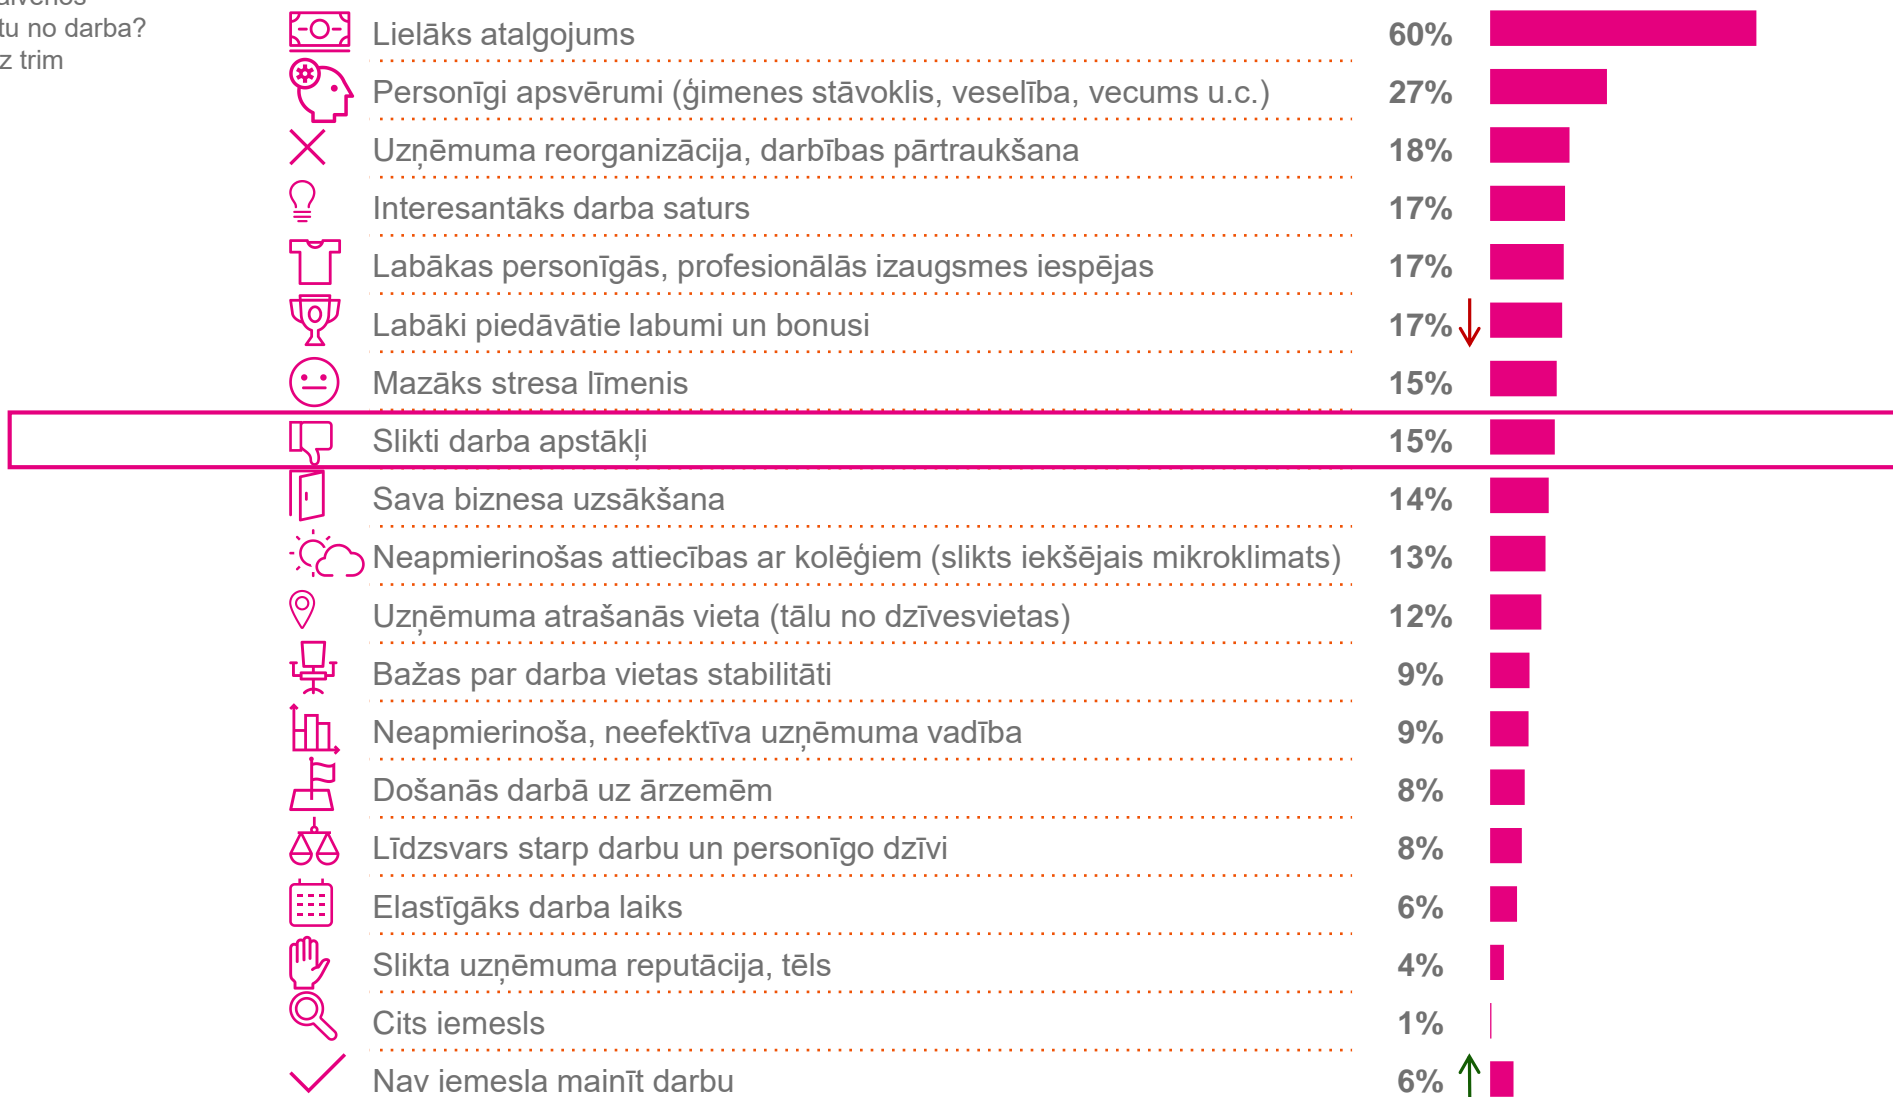 tu no darba?
z trim
Lielāks atalgojums 60%
Personīgi apsvērumi (ģimenes stāvoklis, veselība, vecums u.c.) 27%
Uzņēmuma reorganizācija, darbības pārtraukšana 18%
Interesantāks darba saturs 17%
Labākas personīgās, profesionālās izaugsmes iespējas 17%
Labāki piedāvātie labumi un bonusi 17%
Mazāks stresa līmenis 15%
Slikti darba apstākļi 15%
Sava biznesa uzsākšana 14%
Neapmierinošas attiecības ar kolēģiem (slikts iekšējais mikroklimats) 13%
Uzņēmuma atrašanās vieta (tālu no dzīvesvietas) 12%
Bažas par darba vietas stabilitāti 9%
Neapmierinoša, neefektīva uzņēmuma vadība 9%
Došanās darbā uz ārzemēm 8%
Līdzsvars starp darbu un personīgo dzīvi 8%
Elastīgāks darba laiks 6%
Slikta uzņēmuma reputācija, tēls 4%
Cits iemesls 1%
Nav iemesla mainīt darbu 6%